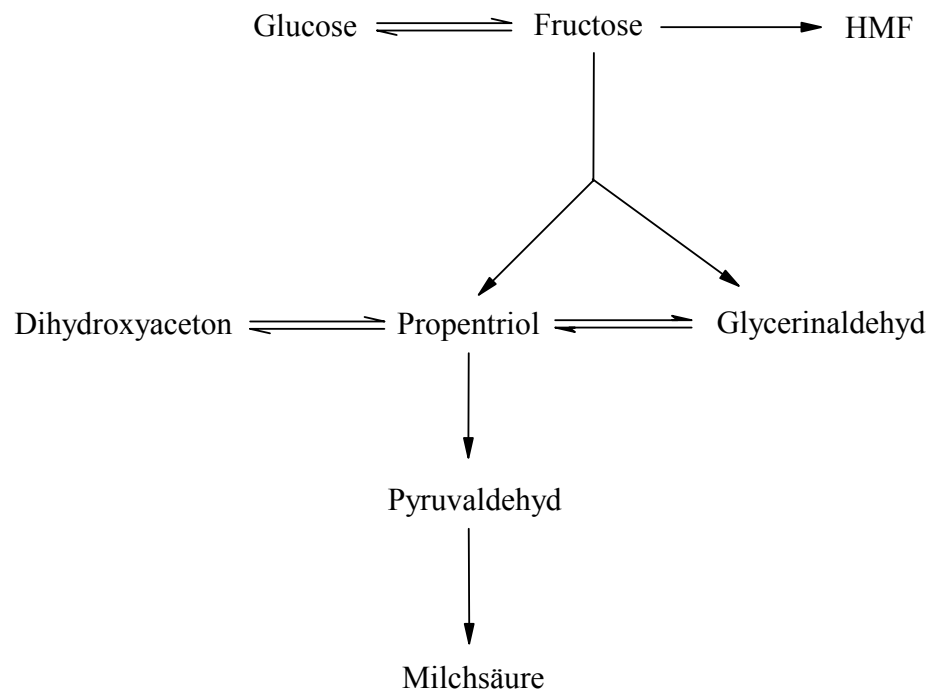 Glucose Fructose HMF
Dihydroxyaceton Propentriol Glycerinaldehyd
Pyruvaldehyd
Milchsäure